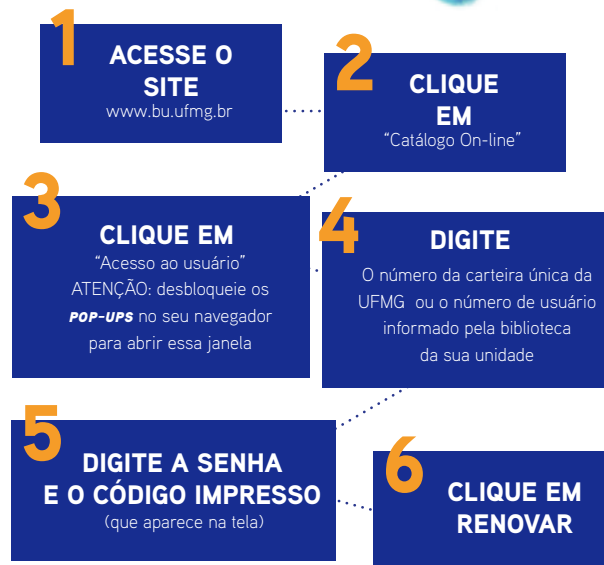 1
ACESSE O
SITE
www.bu.ufmg.br
2
CLIQUE
EM
“Catálogo On-line”
3
CLIQUE EM
“Acesso ao usuário”
ATENÇÃO: desbloqueie os
POP-UPS no seu navegador
para abrir essa janela
4
DIGITE
O número da carteira única da
UFMG ou o número de usuário
informado pela biblioteca
da sua unidade
5
DIGITE A SENHA
E O CÓDIGO IMPRESSO
(que aparece na tela)
6
CLIQUE EM
RENOVAR